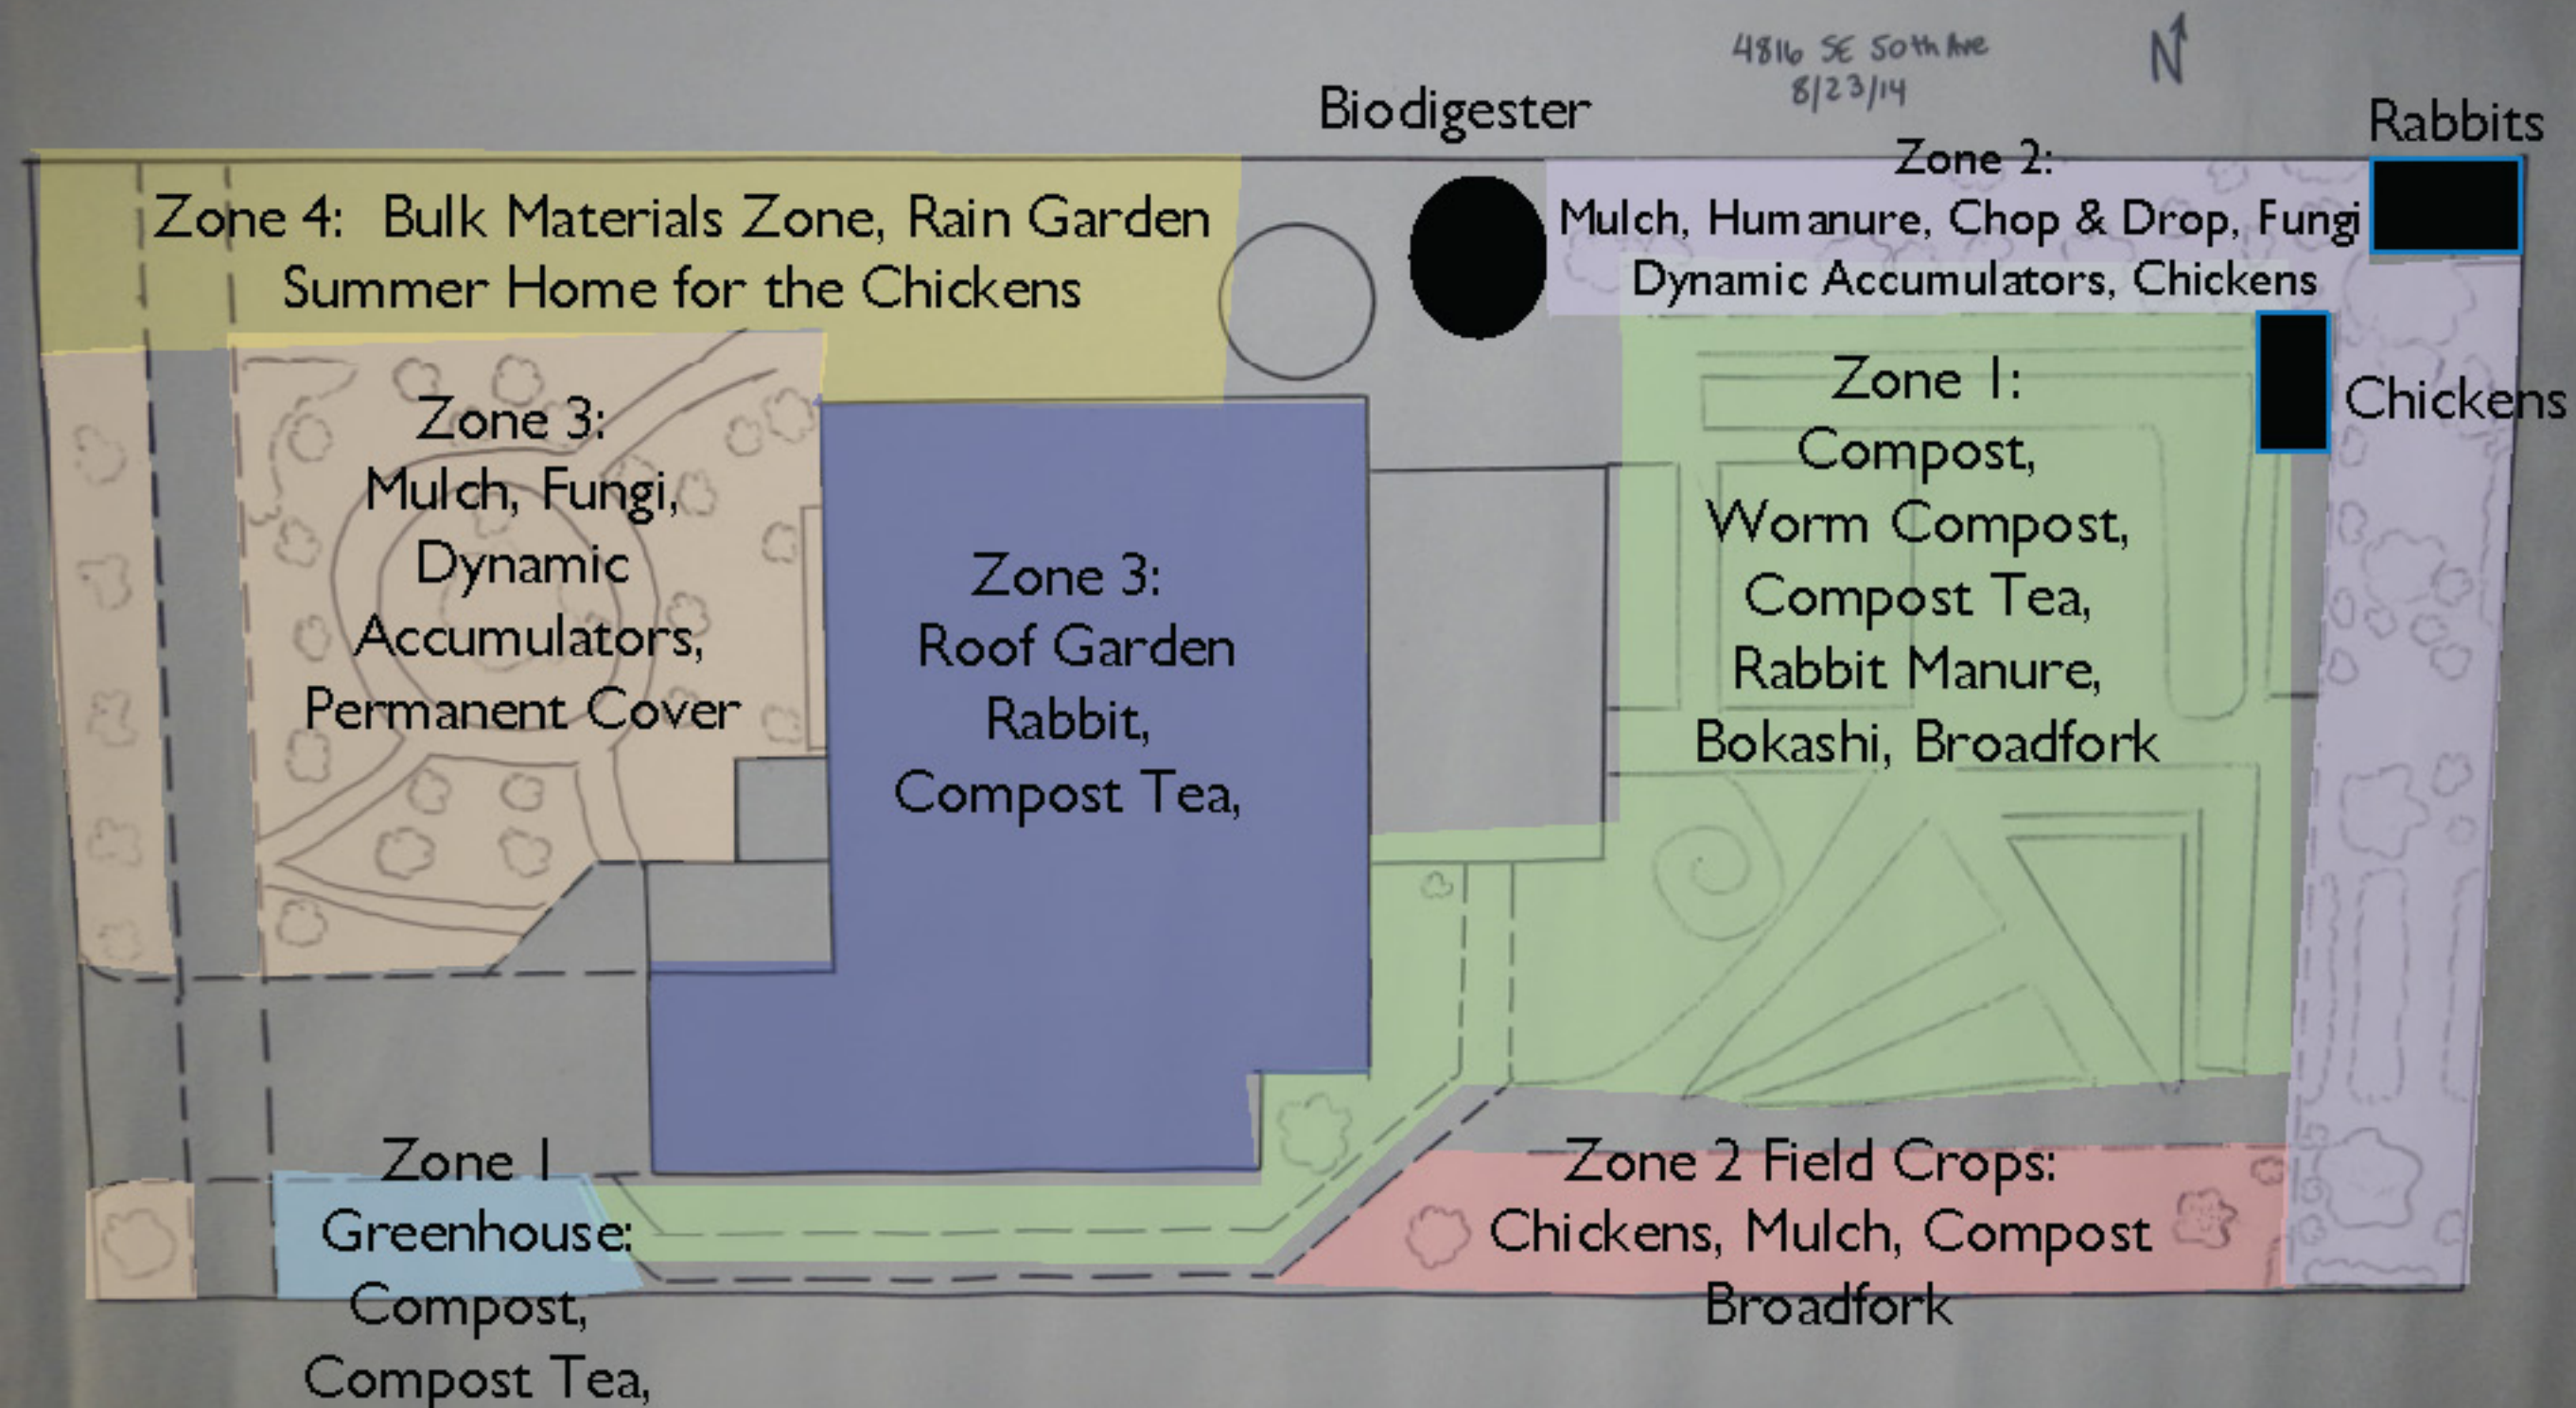 4816 SE 50th Ave
8/23/14
N
Biodigester
Rabbits
Zone 2:
Mulch, Humanure, Chop & Drop, Fungi
Dynamic Accumulators, Chickens
Zone 4: Bulk Materials Zone, Rain Garden
Summer Home for the Chickens
Chickens
Zone 3:
Mulch, Fungi,
Dynamic
Accumulators,
Permanent Cover
Zone 3:
Roof Garden
Rabbit,
Compost Tea,
Zone 1:
Compost,
Worm Compost,
Compost Tea,
Rabbit Manure,
Bokashi, Broadfork
Zone 1
Greenhouse:
Compost,
Compost Tea,
Zone 2 Field Crops:
Chickens, Mulch, Compost
Broadfork